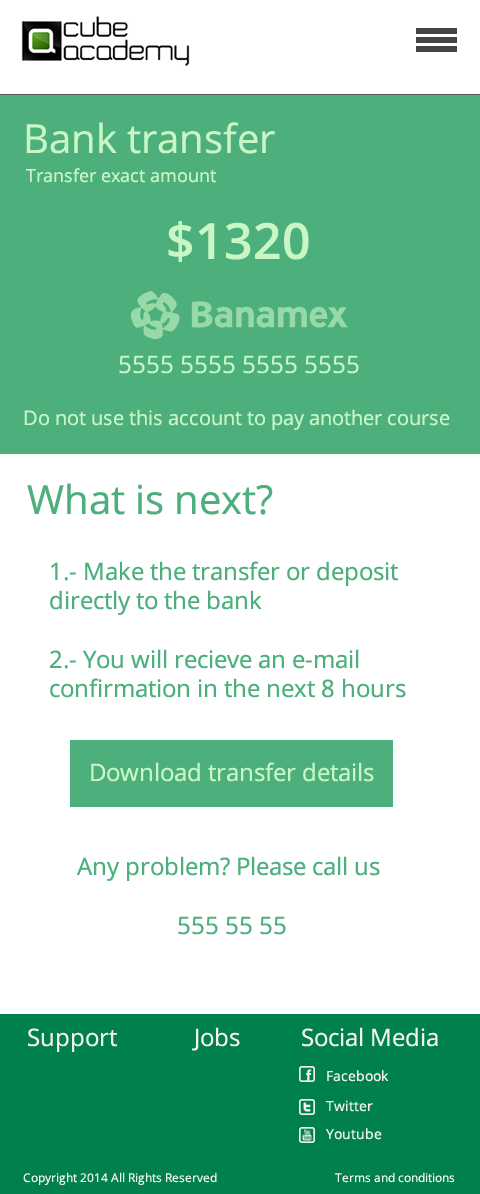 cube
academy
Bank transfer
Transfer exact amount
$1320
Banamex
5555 5555 5555 5555
Do not use this account to pay another course
What is next?
1.- Make the transfer or deposit
directly to the bank
2.- You will recieve an e-mail
confirmation in the next 8 hours
Download transfer details
Any problem? Please call us
555 55 55
Support Jobs Social Media
Facebook
Twitter
Youtube
Copyright 2014 All Rights Reserved Terms and conditions